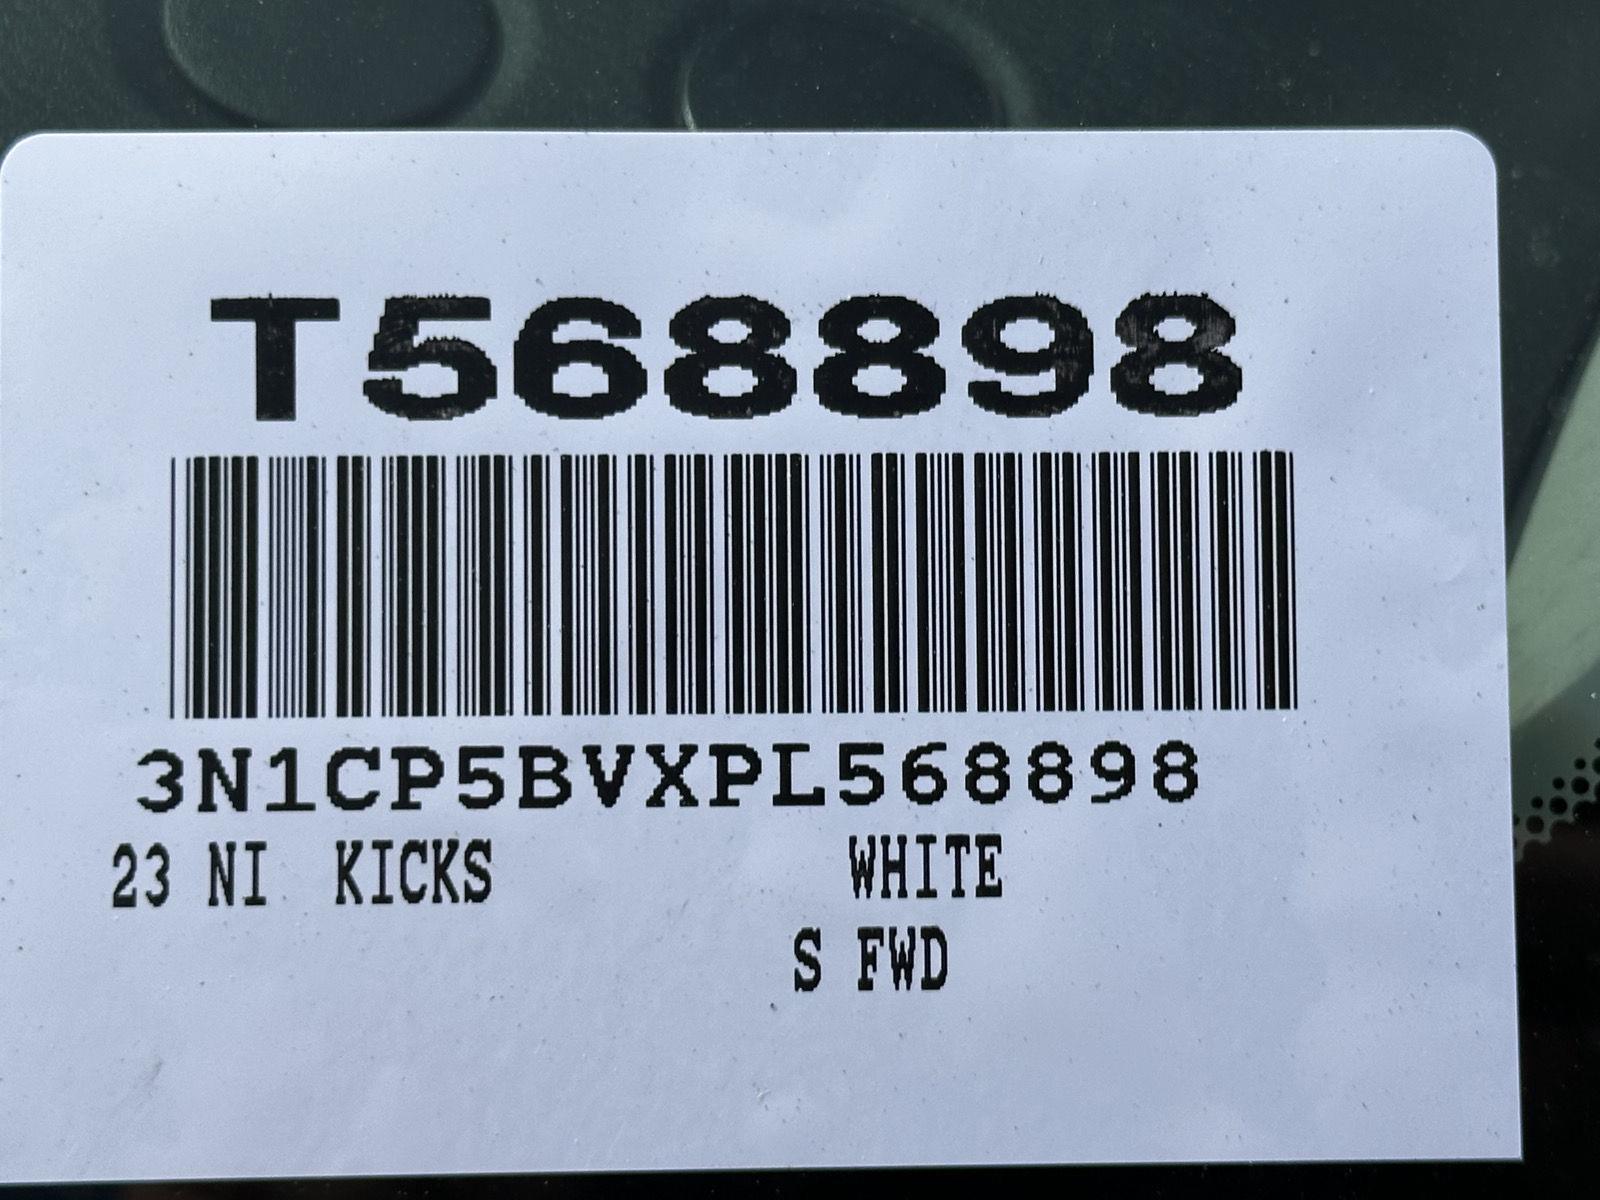 T568898
3N1CP5BVXPL568898
23 NI KICKS WHITE
S FWD